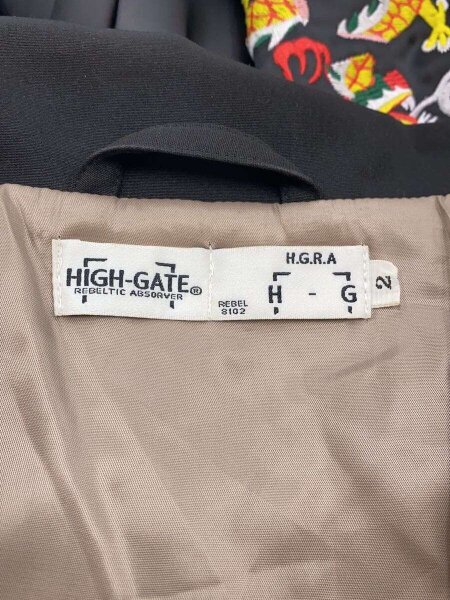 HIGH-GATE®
REBELTIC ABSORVER
H.G.R.A
H - G
REBEL
8102
2